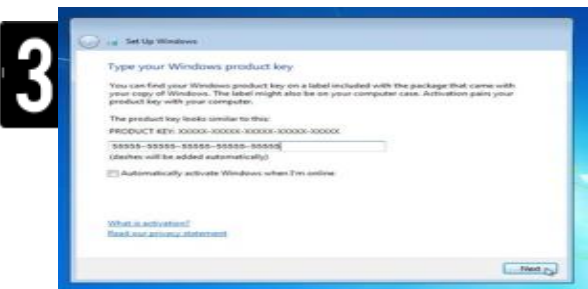 3
Set Up Windows
Type your Windows product key
You can find your Windows product key on a label included with the package that came with
your copy of Windows. The label might also be on your computer case. Activation pairs your
product key with your computer.
The product key looks similar to this:
PRODUCT KEY: XXXXX-XXXXX-XXXXX-XXXXX-XXXXX
55555-55555-55555-55555-55555
(dashes will be added automatically)
Automatically activate Windows when I'm online
What is activation?
Read our privacy statement
Next